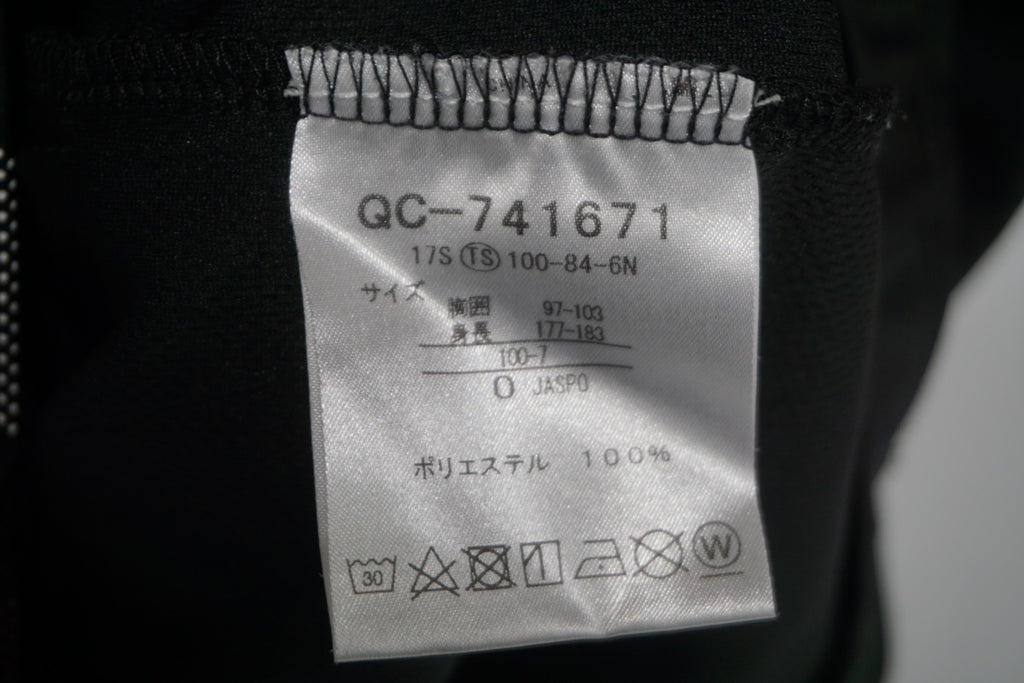 QC-741671
17S TS 100-84-6N
サイズ
胸囲 97-103
身長 177-183
100-7
O JASPO
ポリエステル 100%
30
W